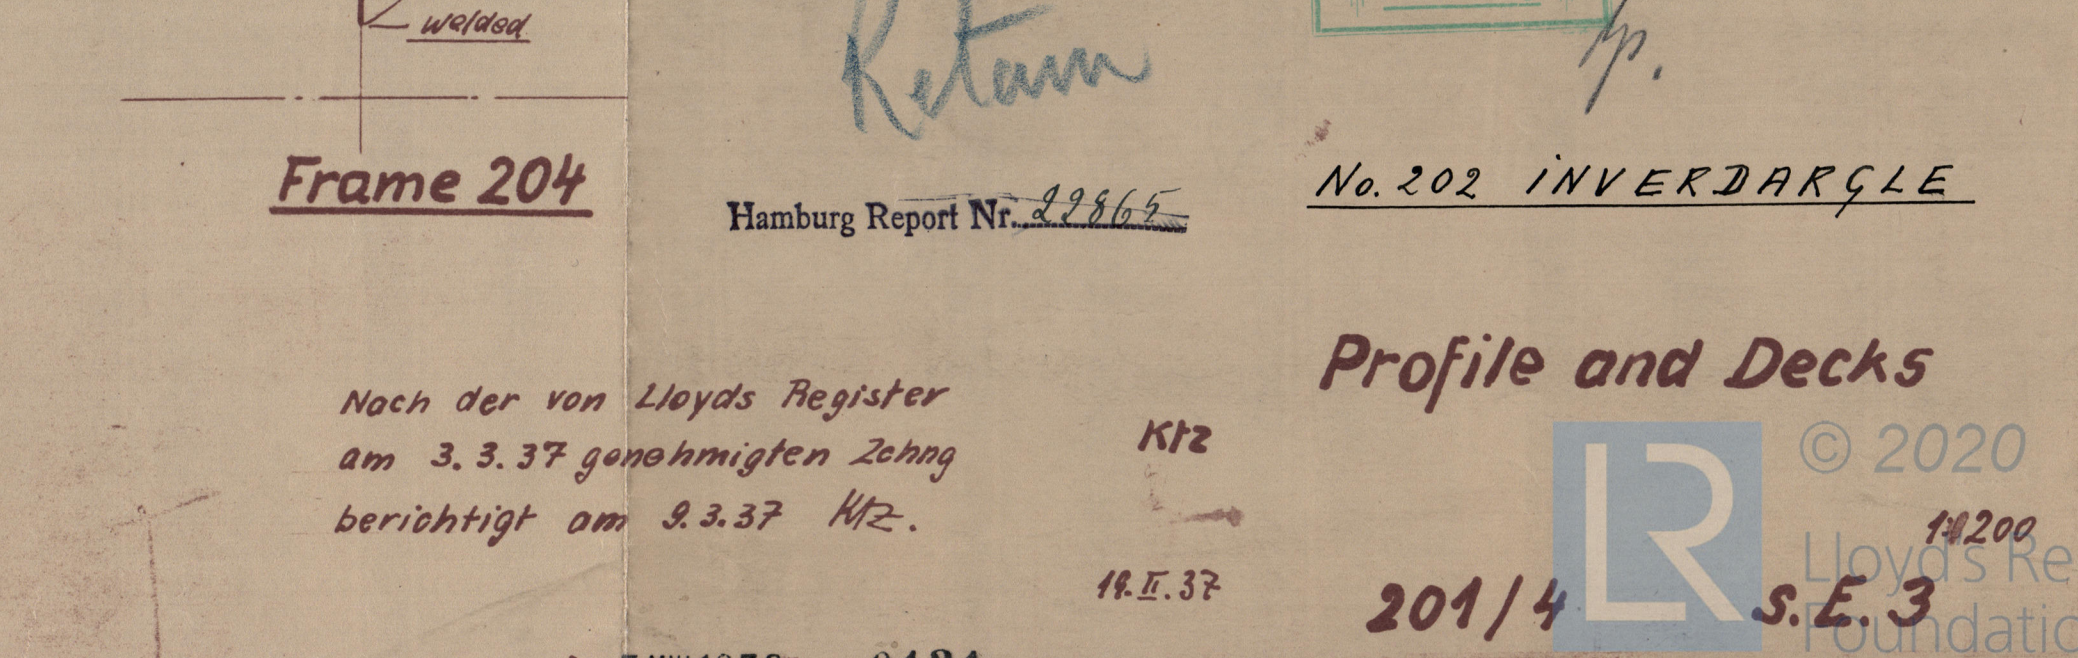 welded
Retain
Frame 204
Hamburg Report Nr. 22865
No. 202 iNVERDARGLE
Profile and Decks
Nach der von Lloyds Register
am 3.3.37 genehmigten Zchng
berichtigt am 9.3.37 Ktz.
Ktz
19.II.37
1:200
201/4 S.E.3
LR
© 2020
Lloyd's Re
Foundatio